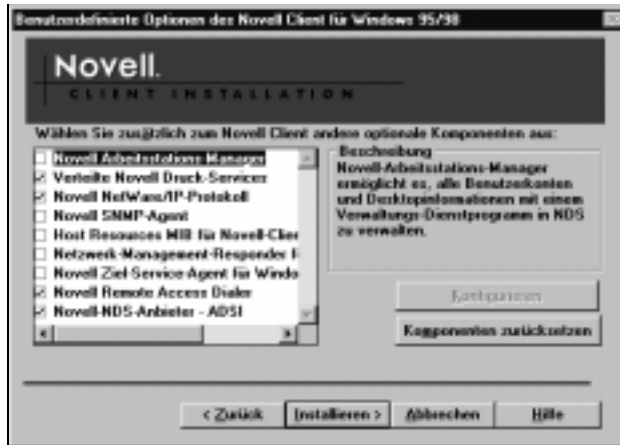 Benutzerdefinierte Optionen des Novell Client für Windows 95/98
Novell.
CLIENT INSTALLATION
Wählen Sie zusätzlich zum Novell Client andere optionale Komponenten aus:
Novell Arbeitsstations-Manager
Verteilte Novell Druck-Services
Novell NetWare/IP-Protokoll
Novell SNMP-Agent
Host Resources MIB für Novell-Clien
Netzwerk-Management-Responder f
Novell Ziel-Service-Agent für Windo
Novell Remote Access Dialer
Novell-NDS-Anbieter - ADSI
Beschreibung
Novell-Arbeitsstations-Manager
ermöglicht es, alle Benutzerkonten
und Desktopinformationen mit einem
Verwaltungs-Dienstprogramm in NDS
zu verwalten.
Konfigurieren
Komponenten zurücksetzen
< Zurück
Installieren >
Abbrechen
Hilfe